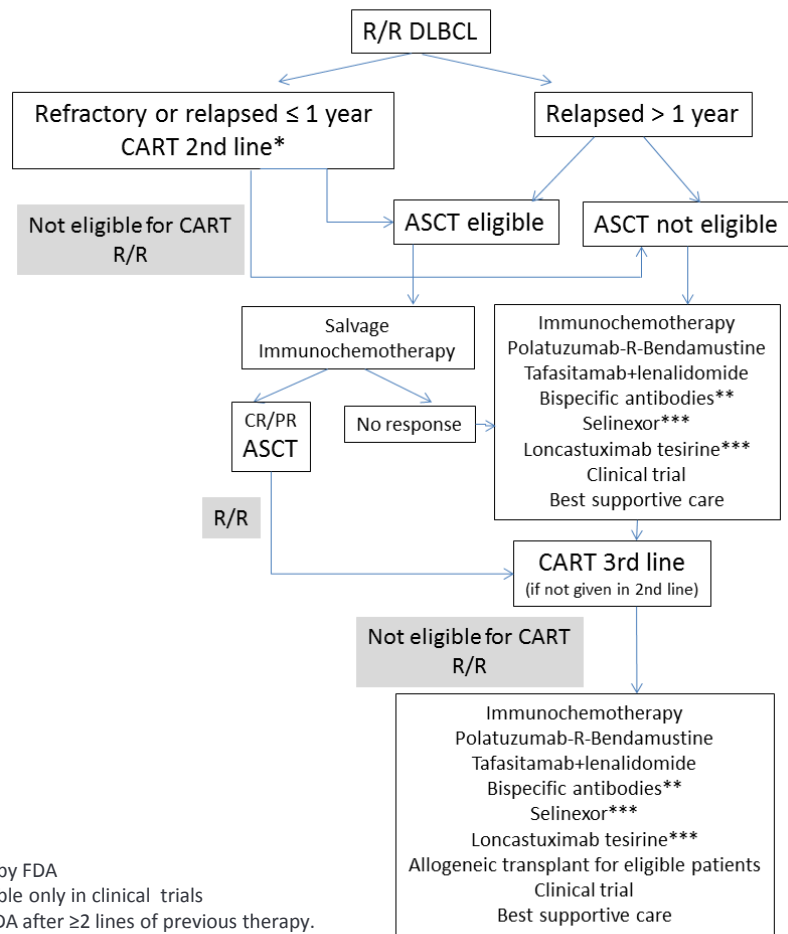 R/R DLBCL
Refractory or relapsed ≤ 1 year
CART 2nd line*
Relapsed > 1 year
Not eligible for CART
R/R
ASCT eligible
ASCT not eligible
Salvage
Immunochemotherapy
CR/PR
ASCT
No response
Immunochemotherapy
Polatuzumab-R-Bendamustine
Tafasitamab+lenalidomide
Bispecific antibodies**
Selinexor***
Loncastuximab tesirine***
Clinical trial
Best supportive care
R/R
CART 3rd line
(if not given in 2nd line)
Not eligible for CART
R/R
Immunochemotherapy
Polatuzumab-R-Bendamustine
Tafasitamab+lenalidomide
Bispecific antibodies**
Selinexor***
Loncastuximab tesirine***
Allogeneic transplant for eligible patients
Clinical trial
Best supportive care
by FDA
ble only in clinical trials
DA after ≥2 lines of previous therapy.